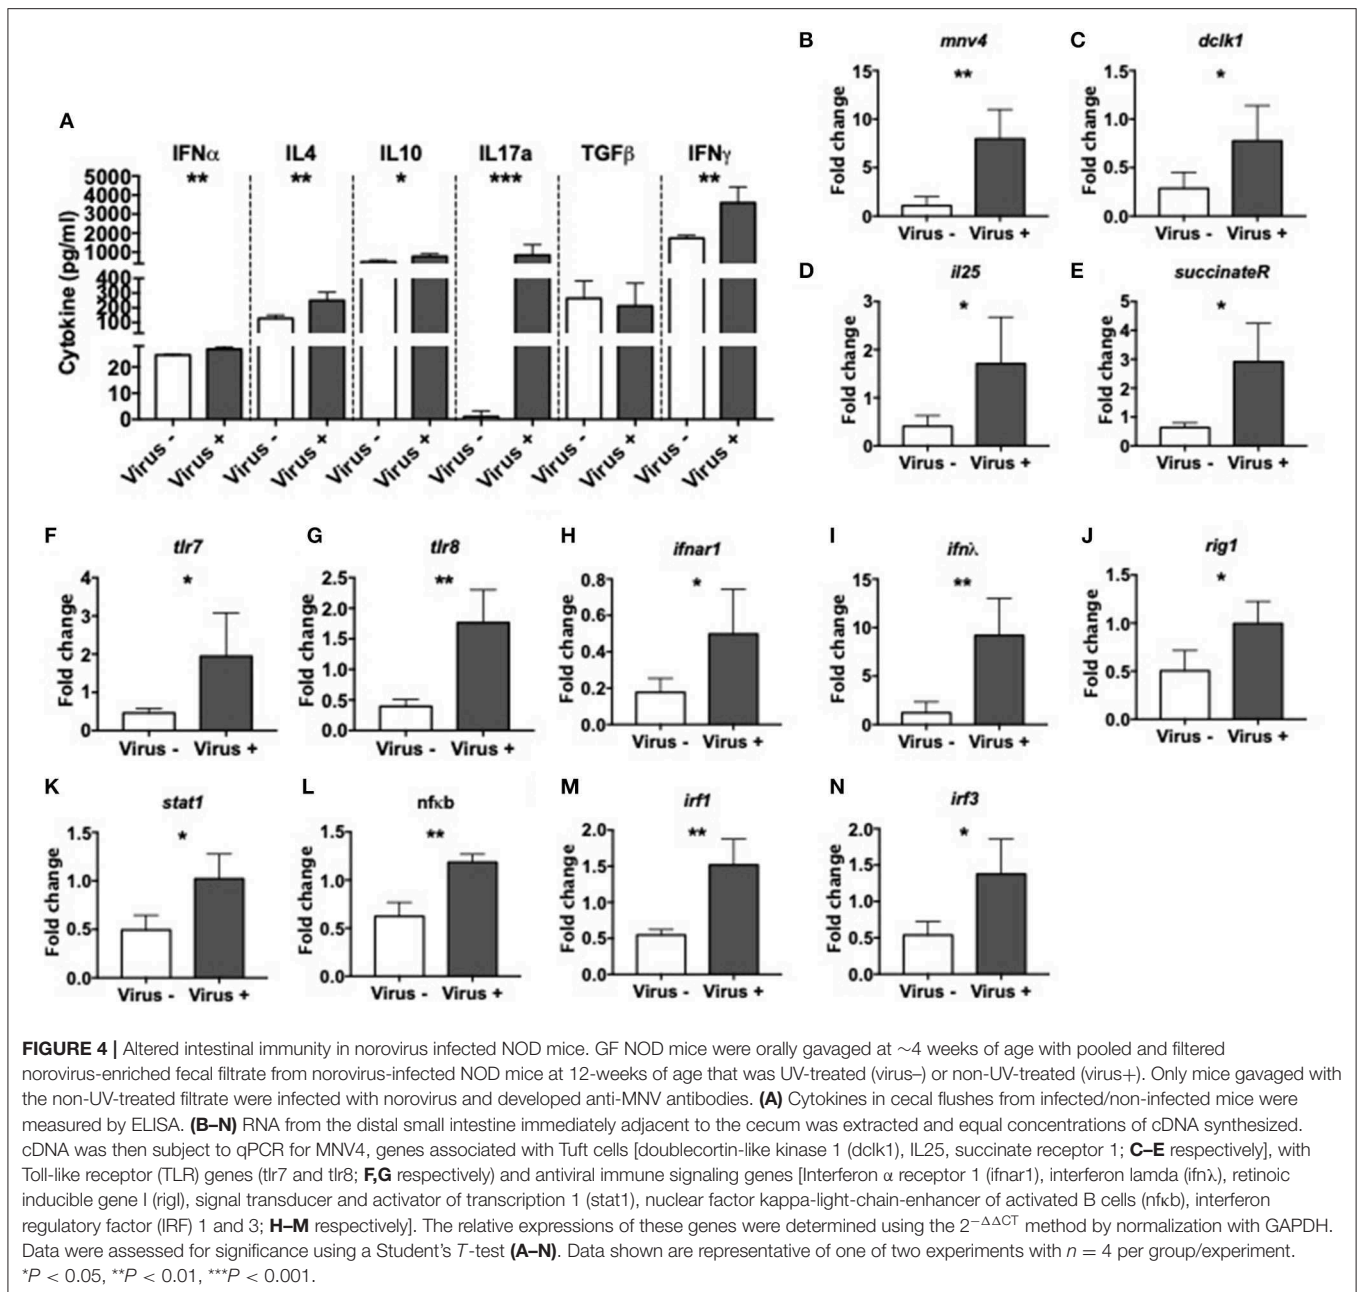 A
IFNα IL4 IL10 IL17a TGFβ IFNγ
** ** * *** **
Cytokine (pg/ml)
5000
4000
3000
2000
1000
400
300
200
100
20
10
0
Virus - Virus + Virus - Virus + Virus - Virus + Virus - Virus + Virus - Virus + Virus - Virus +
B
mnv4
**
Fold change
15
10
5
0
Virus - Virus +
C
dclk1
*
Fold change
1.5
1.0
0.5
0.0
Virus - Virus +
D
il25
*
Fold change
3
2
1
0
Virus - Virus +
E
succinateR
*
Fold change
5
4
3
2
1
0
Virus - Virus +
F
tlr7
*
Fold change
4
3
2
1
0
Virus - Virus +
G
tlr8
**
Fold change
2.5
2.0
1.5
1.0
0.5
0.0
Virus - Virus +
H
ifnar1
*
Fold change
0.8
0.6
0.4
0.2
0.0
Virus - Virus +
I
ifnλ
**
Fold change
15
10
5
0
Virus - Virus +
J
rig1
*
Fold change
1.5
1.0
0.5
0.0
Virus - Virus +
K
stat1
*
Fold change
1.5
1.0
0.5
0.0
Virus - Virus +
L
nfκb
**
Fold change
1.5
1.0
0.5
0.0
Virus - Virus +
M
irf1
**
Fold change
2.0
1.5
1.0
0.5
0.0
Virus - Virus +
N
irf3
*
Fold change
2.0
1.5
1.0
0.5
0.0
Virus - Virus +
FIGURE 4 | Altered intestinal immunity in norovirus infected NOD mice. GF NOD mice were orally gavaged at ∼4 weeks of age with pooled and filtered
norovirus-enriched fecal filtrate from norovirus-infected NOD mice at 12-weeks of age that was UV-treated (virus–) or non-UV-treated (virus+). Only mice gavaged with
the non-UV-treated filtrate were infected with norovirus and developed anti-MNV antibodies. (A) Cytokines in cecal flushes from infected/non-infected mice were
measured by ELISA. (B–N) RNA from the distal small intestine immediately adjacent to the cecum was extracted and equal concentrations of cDNA synthesized.
cDNA was then subject to qPCR for MNV4, genes associated with Tuft cells [doublecortin-like kinase 1 (dclk1), IL25, succinate receptor 1; C–E respectively], with
Toll-like receptor (TLR) genes (tlr7 and tlr8; F,G respectively) and antiviral immune signaling genes [Interferon α receptor 1 (ifnar1), interferon lamda (ifnλ), retinoic
inducible gene I (rigI), signal transducer and activator of transcription 1 (stat1), nuclear factor kappa-light-chain-enhancer of activated B cells (nfκb), interferon
regulatory factor (IRF) 1 and 3; H–M respectively]. The relative expressions of these genes were determined using the 2−ΔΔCT method by normalization with GAPDH.
Data were assessed for significance using a Student's T-test (A–N). Data shown are representative of one of two experiments with n = 4 per group/experiment.
*P < 0.05, **P < 0.01, ***P < 0.001.